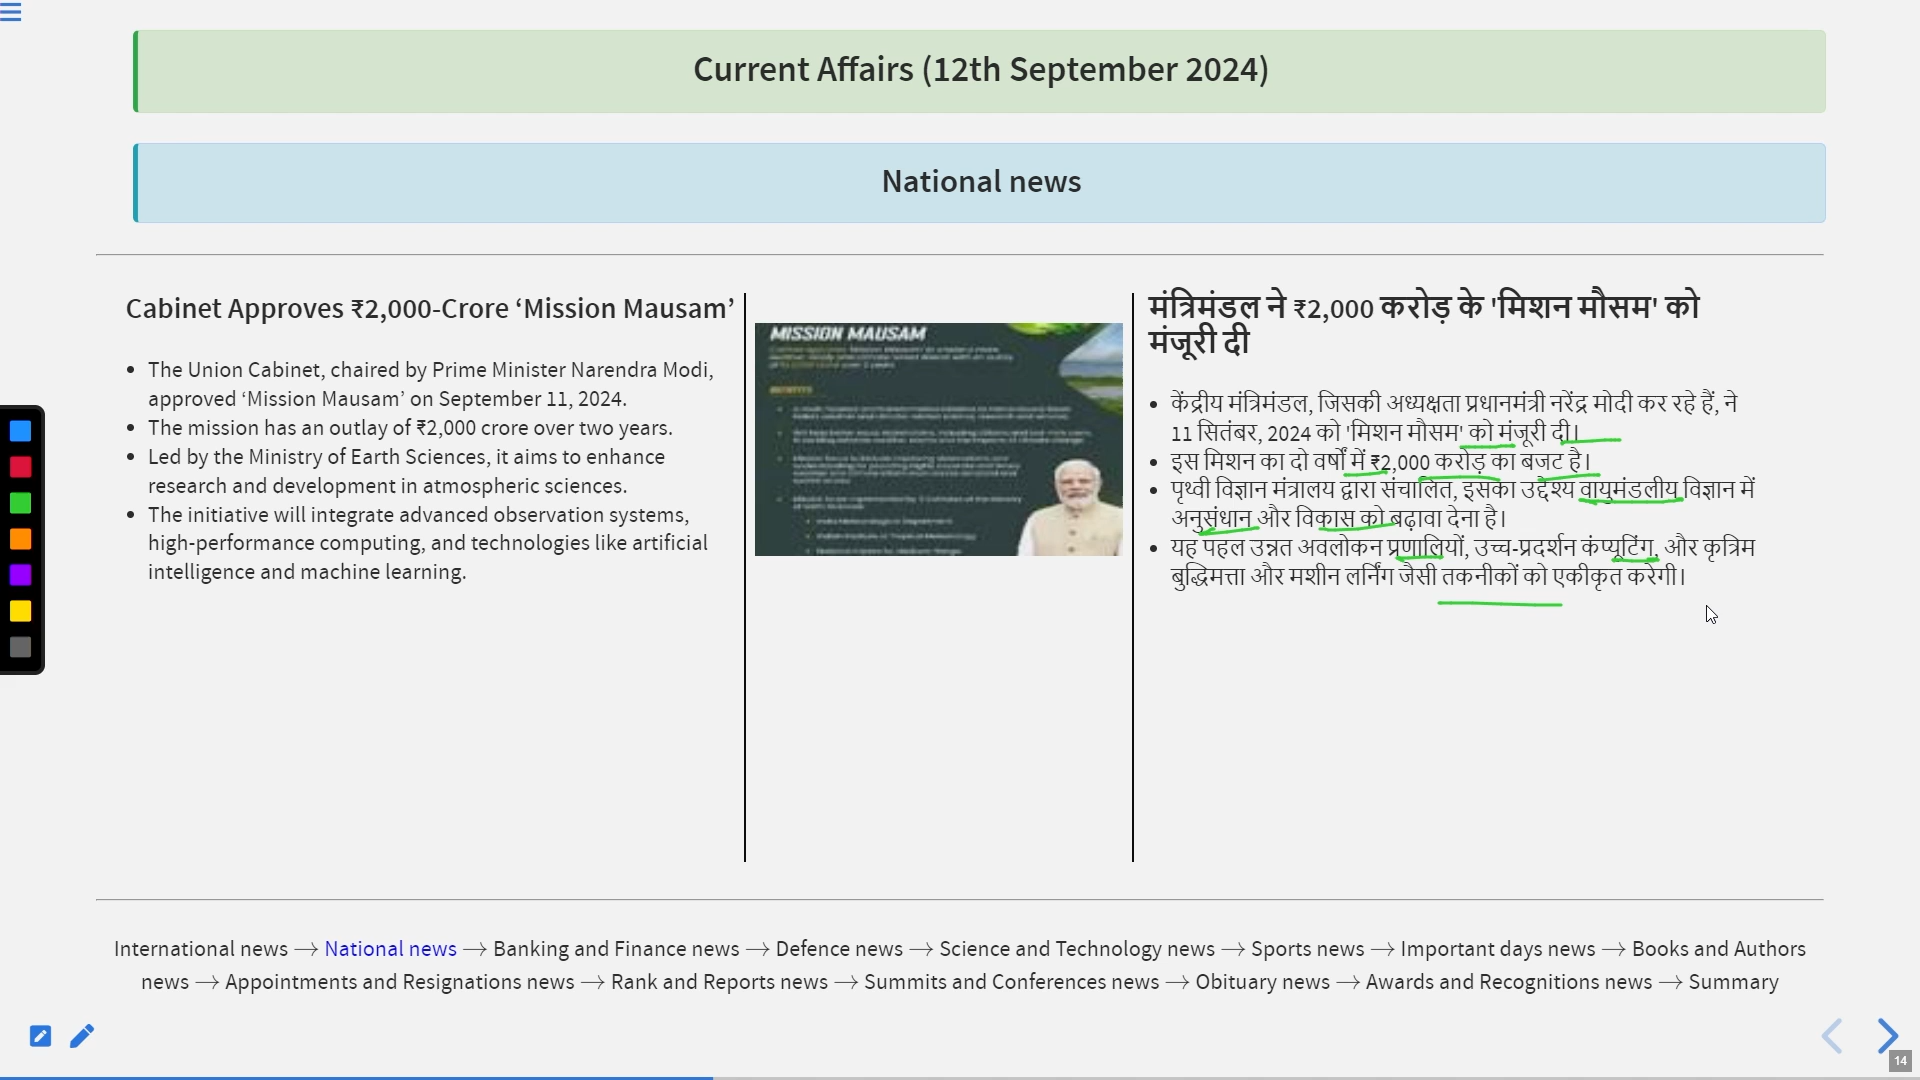 Current Affairs (12th September 2024)
National news
Cabinet Approves ₹2,000-Crore ‘Mission Mausam’
• The Union Cabinet, chaired by Prime Minister Narendra Modi,
approved ‘Mission Mausam’ on September 11, 2024.
• The mission has an outlay of ₹2,000 crore over two years.
• Led by the Ministry of Earth Sciences, it aims to enhance
research and development in atmospheric sciences.
• The initiative will integrate advanced observation systems,
high-performance computing, and technologies like artificial
intelligence and machine learning.
MISSION MAUSAM
मंत्रिमंडल ने ₹2,000 करोड़ के 'मिशन मौसम' को
मंजूरी दी
• केंद्रीय मंत्रिमंडल, जिसकी अध्यक्षता प्रधानमंत्री नरेंद्र मोदी कर रहे हैं, ने
11 सितंबर, 2024 को 'मिशन मौसम' को मंजूरी दी।
• इस मिशन का दो वर्षों में ₹2,000 करोड़ का बजट है।
• पृथ्वी विज्ञान मंत्रालय द्वारा संचालित, इसका उद्देश्य वायुमंडलीय विज्ञान में
अनुसंधान और विकास को बढ़ावा देना है।
• यह पहल उन्नत अवलोकन प्रणालियों, उच्च-प्रदर्शन कंप्यूटिंग, और कृत्रिम
बुद्धिमत्ता और मशीन लर्निंग जैसी तकनीकों को एकीकृत करेगी।
International news → National news → Banking and Finance news → Defence news → Science and Technology news → Sports news → Important days news → Books and Authors
news → Appointments and Resignations news → Rank and Reports news → Summits and Conferences news → Obituary news → Awards and Recognitions news → Summary
14